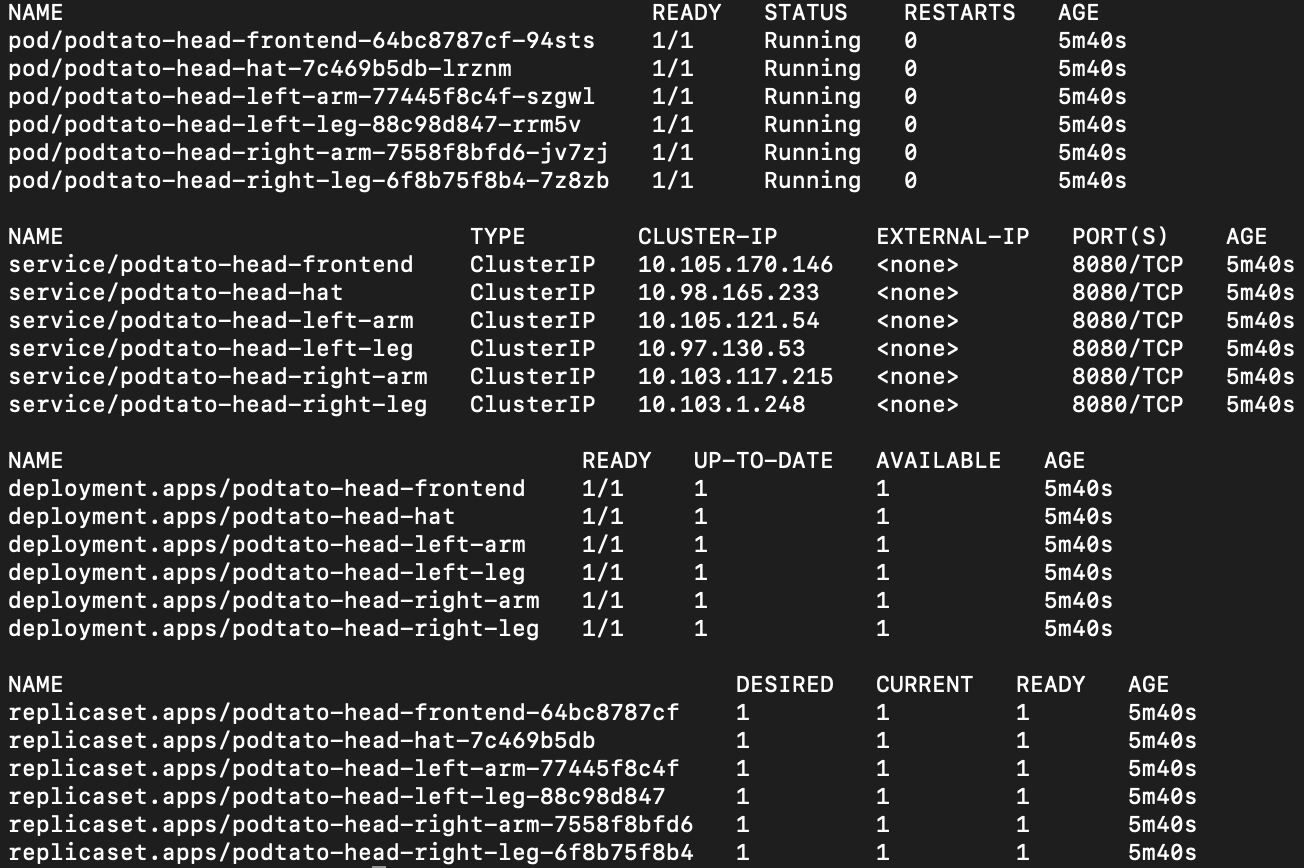 NAME READY STATUS RESTARTS AGE
pod/podtato-head-frontend-64bc8787cf-94sts 1/1 Running 0 5m40s
pod/podtato-head-hat-7c469b5db-lrznm 1/1 Running 0 5m40s
pod/podtato-head-left-arm-77445f8c4f-szgwl 1/1 Running 0 5m40s
pod/podtato-head-left-leg-88c98d847-rrm5v 1/1 Running 0 5m40s
pod/podtato-head-right-arm-7558f8bfd6-jv7zj 1/1 Running 0 5m40s
pod/podtato-head-right-leg-6f8b75f8b4-7z8zb 1/1 Running 0 5m40s
NAME TYPE CLUSTER-IP EXTERNAL-IP PORT(S) AGE
service/podtato-head-frontend ClusterIP 10.105.170.146 <none> 8080/TCP 5m40s
service/podtato-head-hat ClusterIP 10.98.165.233 <none> 8080/TCP 5m40s
service/podtato-head-left-arm ClusterIP 10.105.121.54 <none> 8080/TCP 5m40s
service/podtato-head-left-leg ClusterIP 10.97.130.53 <none> 8080/TCP 5m40s
service/podtato-head-right-arm ClusterIP 10.103.117.215 <none> 8080/TCP 5m40s
service/podtato-head-right-leg ClusterIP 10.103.1.248 <none> 8080/TCP 5m40s
NAME READY UP-TO-DATE AVAILABLE AGE
deployment.apps/podtato-head-frontend 1/1 1 1 5m40s
deployment.apps/podtato-head-hat 1/1 1 1 5m40s
deployment.apps/podtato-head-left-arm 1/1 1 1 5m40s
deployment.apps/podtato-head-left-leg 1/1 1 1 5m40s
deployment.apps/podtato-head-right-arm 1/1 1 1 5m40s
deployment.apps/podtato-head-right-leg 1/1 1 1 5m40s
NAME DESIRED CURRENT READY AGE
replicaset.apps/podtato-head-frontend-64bc8787cf 1 1 1 5m40s
replicaset.apps/podtato-head-hat-7c469b5db 1 1 1 5m40s
replicaset.apps/podtato-head-left-arm-77445f8c4f 1 1 1 5m40s
replicaset.apps/podtato-head-left-leg-88c98d847 1 1 1 5m40s
replicaset.apps/podtato-head-right-arm-7558f8bfd6 1 1 1 5m40s
replicaset.apps/podtato-head-right-leg-6f8b75f8b4 1 1 1 5m40s